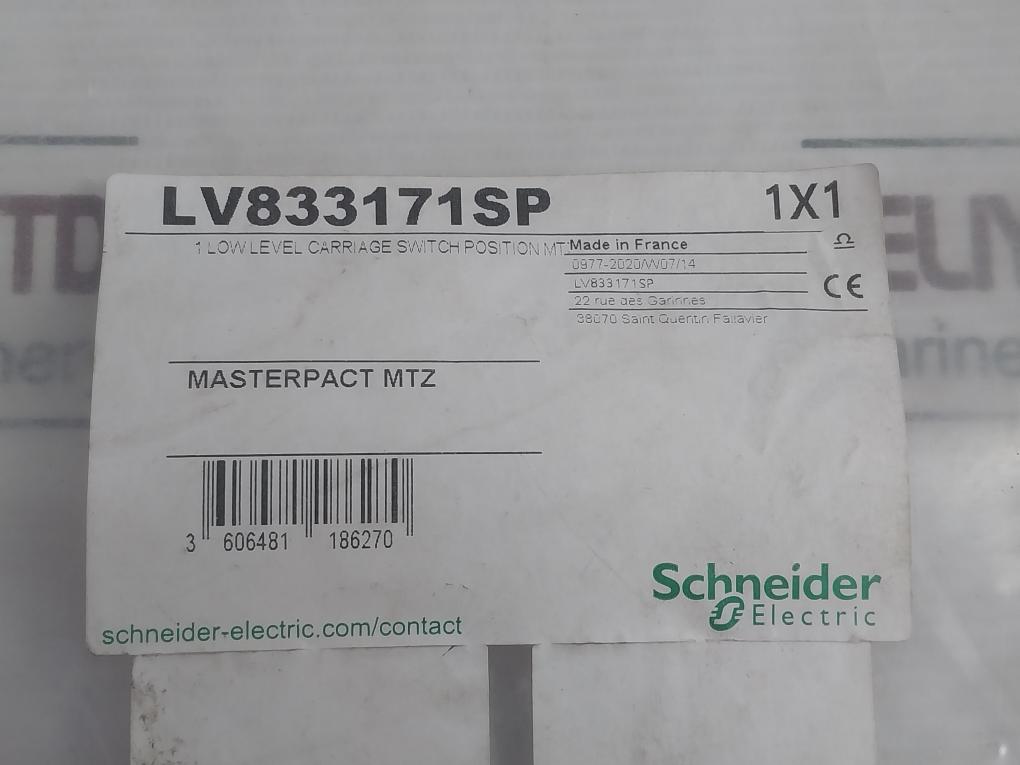 LV833171SP
1X1
1 LOW LEVEL CARRIAGE SWITCH POSITION MT
Made in France
0977-2020/W07/14
LV833171SP
22 rue des Garinnes
38070 Saint Quentin Fallavier
CE
MASTERPACT MTZ
3 606481 186270
schneider-electric.com/contact
Schneider
Electric